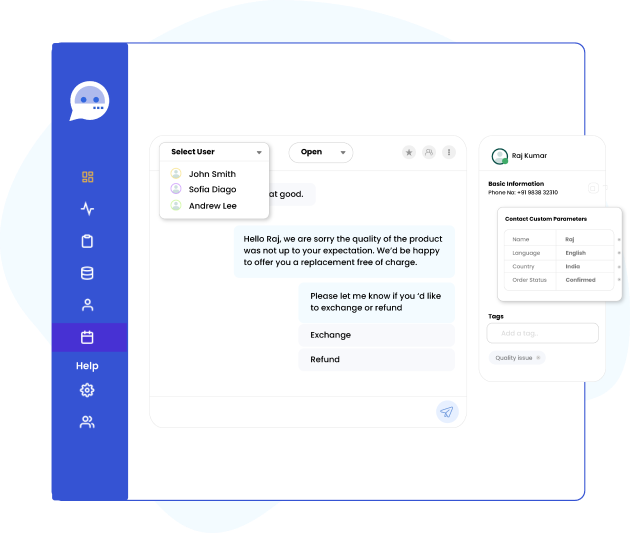 Help
Select User
Open
John Smith
Sofia Diago
Andrew Lee
at good.
Hello Raj, we are sorry the quality of the product
was not up to your expectation. We'd be happy
to offer you a replacement free of charge.
Please let me know if you 'd like
to exchange or refund
Exchange
Refund
Raj Kumar
Basic Information
Phone No: +91 9838 32310
Contact Custom Parameters
Name Raj
Language English
Country India
Order Status Confirmed
Tags
Add a tag..
Quality issue